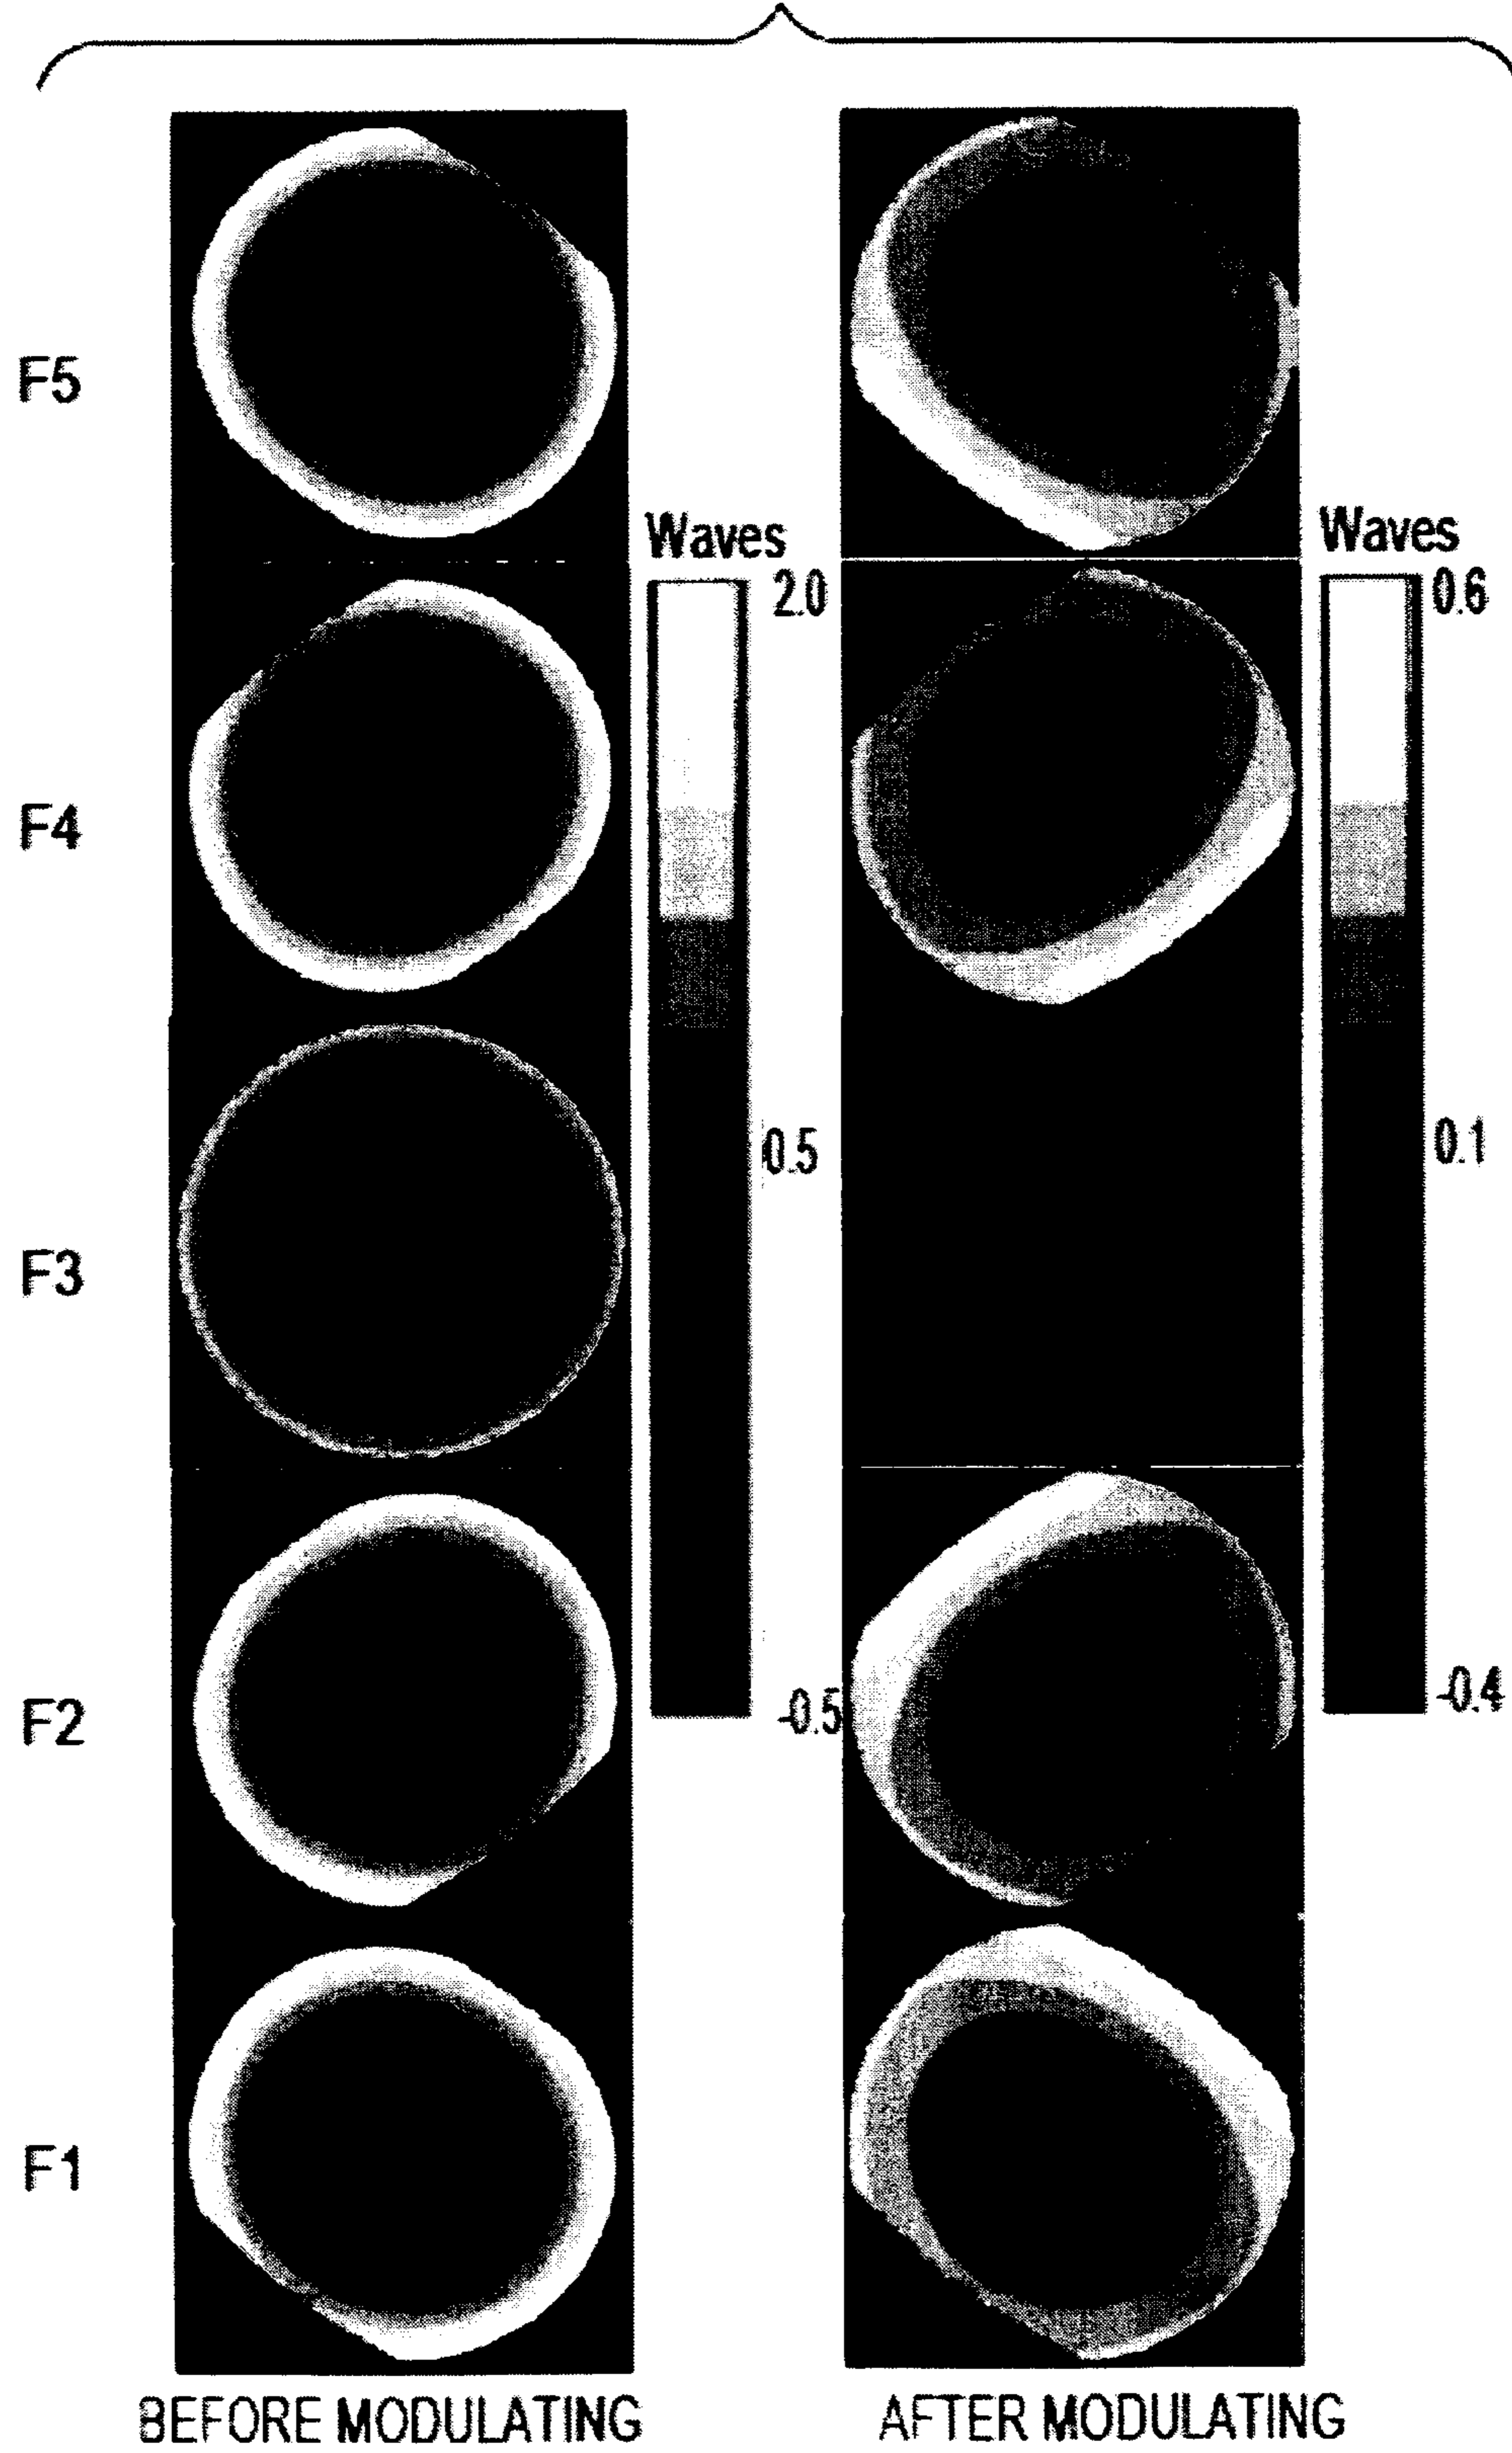 F5
Waves
Waves
2.0
0.6
F4
0.5
0.1
F3
-0.5
-0.4
F2
F1
BEFORE MODULATING
AFTER MODULATING